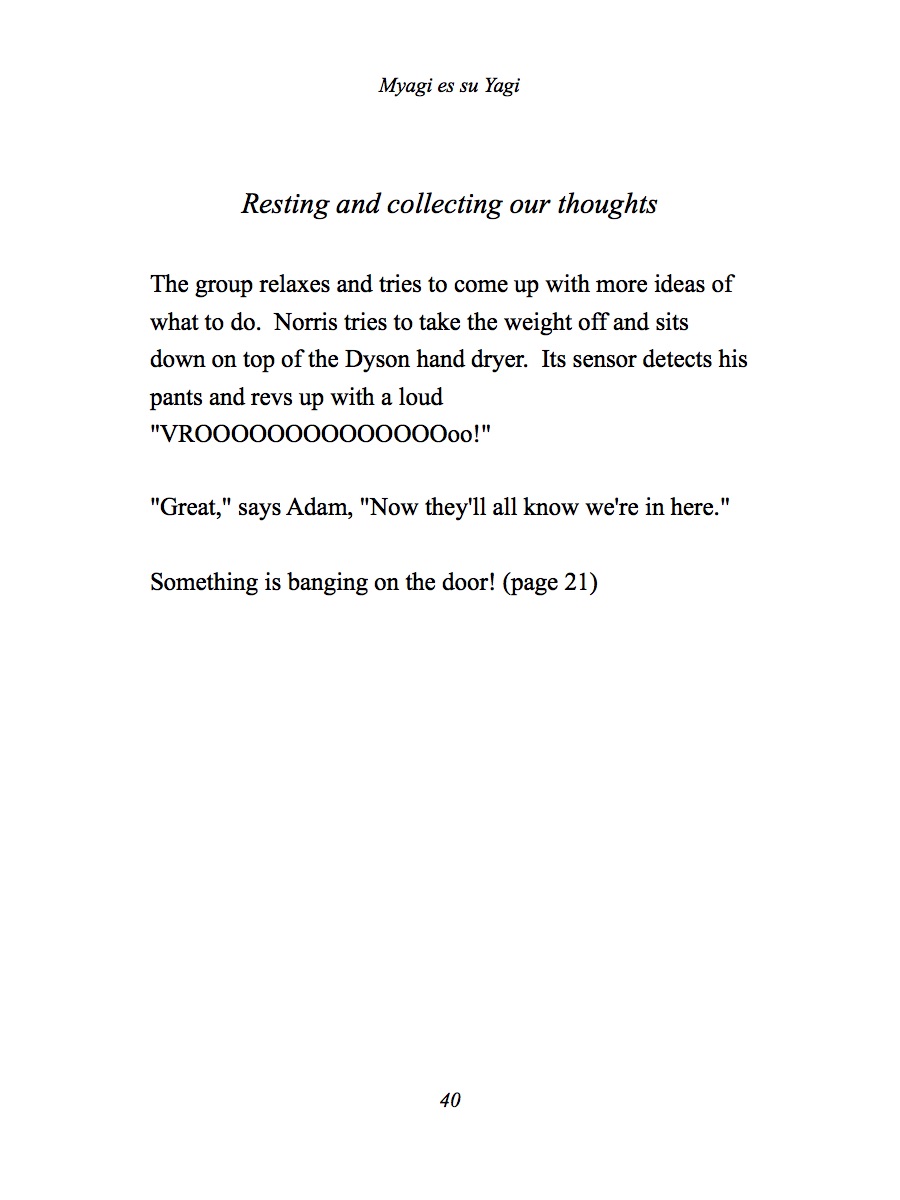 Myagi es su Yagi
Resting and collecting our thoughts
The group relaxes and tries to come up with more ideas of
what to do.  Norris tries to take the weight off and sits
down on top of the Dyson hand dryer.  Its sensor detects his
pants and revs up with a loud
"VROOOOOOOOOOOOOOoo!"
"Great," says Adam, "Now they'll all know we're in here."
Something is banging on the door! (page 21)
40